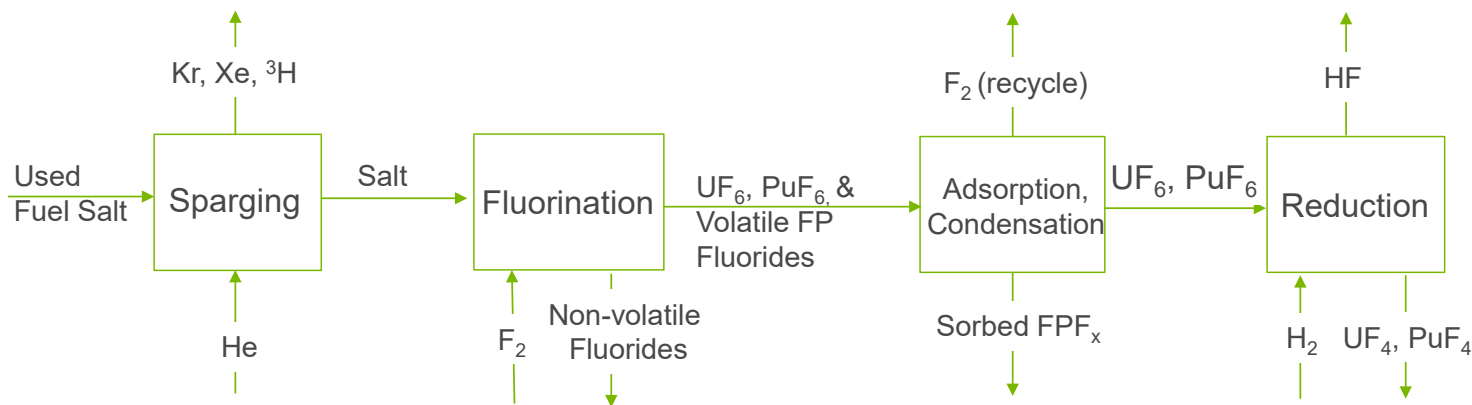 Kr, Xe, ³H
F₂ (recycle)
HF
Used
Fuel Salt
Sparging
Salt
Fluorination
UF₆, PuF₆, &
Volatile FP
Fluorides
Adsorption,
Condensation
UF₆, PuF₆
Reduction
He
F₂
Non-volatile
Fluorides
Sorbed FPFₓ
H₂
UF₄, PuF₄